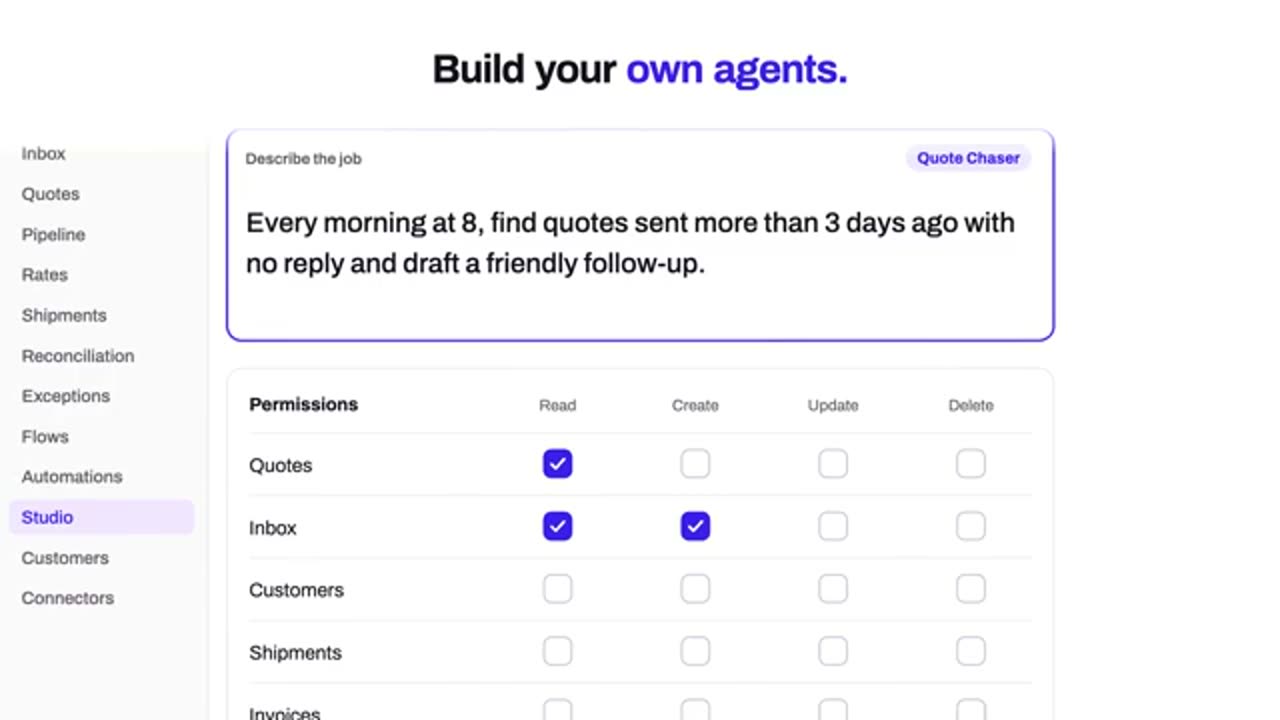 Build your own agents.
Inbox
Quotes
Pipeline
Rates
Shipments
Reconciliation
Exceptions
Flows
Automations
Studio
Customers
Connectors
Describe the job
Quote Chaser
Every morning at 8, find quotes sent more than 3 days ago with
no reply and draft a friendly follow-up.
Permissions Read Create Update Delete
Quotes
Inbox
Customers
Shipments
Invoices